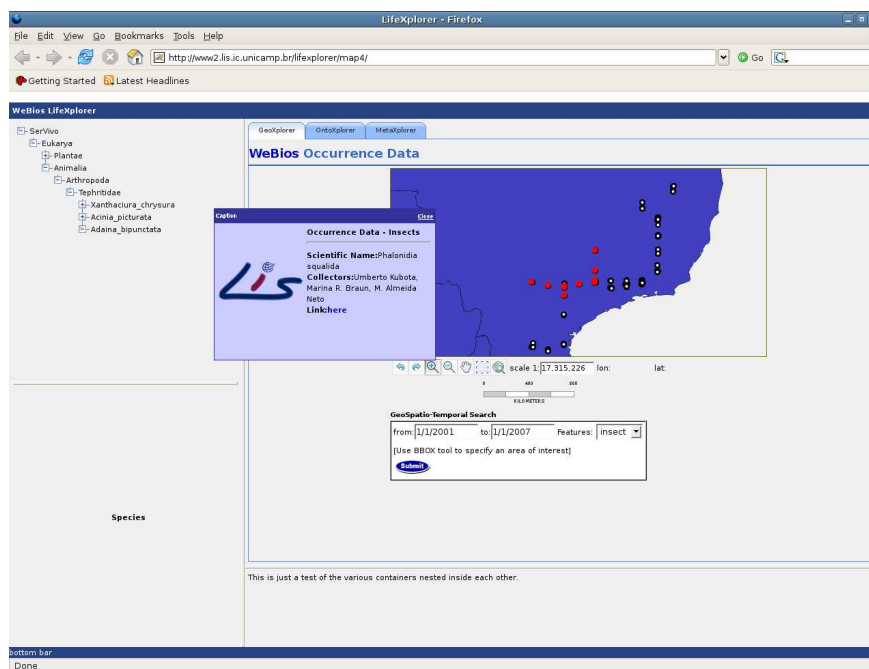 LifeXplorer - Firefox
File Edit View Go Bookmarks Tools Help
http://www2.lis.ic.unicamp.br/lifexplorer/map4/
Go
Getting Started Latest Headlines
WeBios LifeXplorer
SerVivo
Eukarya
Plantae
Animalia
Arthropoda
Tephritidae
Xanthaciura_chrysura
Acinia_picturata
Adaina_bipunctata
Species
GeoXplorer OntoXplorer MetaXplorer
WeBios Occurrence Data
Caption Close
Lis
Occurrence Data - Insects
Scientific Name:Phalonidia
squalida
Collectors:Umberto Kubota,
Marina R. Braun, M. Almeida
Neto
Link:here
scale 1: 17,315,226 lon: lat:
0 400 800
KILOMETERS
GeoSpatio-Temporal Search
from: 1/1/2001 to: 1/1/2007 Features: insect
[Use BBOX tool to specify an area of interest]
Submit
This is just a test of the various containers nested inside each other.
bottom bar
Done